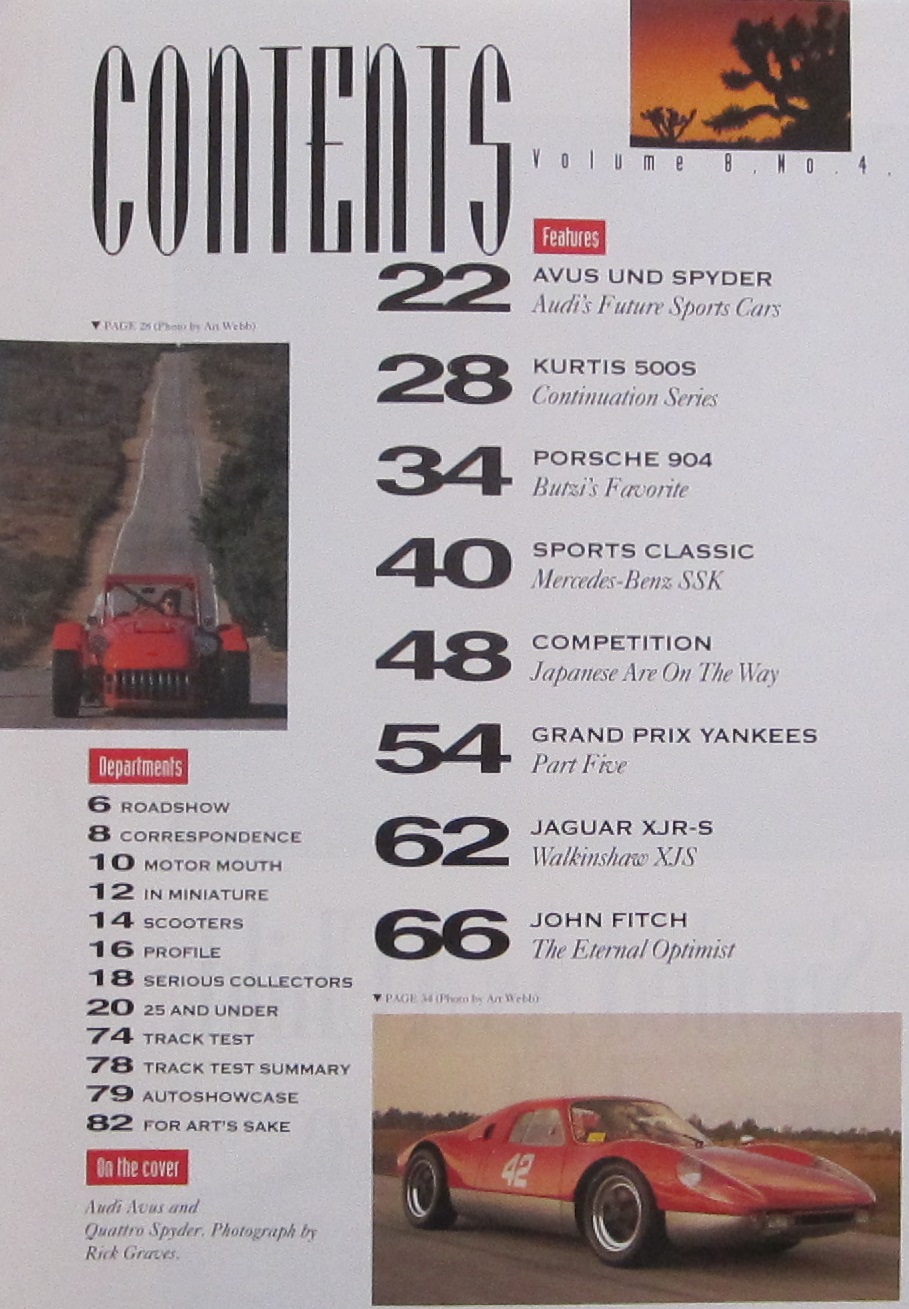 CONTENTS
Volume 8, No. 4.
Features
22 AVUS UND SPYDER
Audi's Future Sports Cars
28 KURTIS 500S
Continuation Series
34 PORSCHE 904
Butzi's Favorite
40 SPORTS CLASSIC
Mercedes-Benz SSK
48 COMPETITION
Japanese Are On The Way
54 GRAND PRIX YANKEES
Part Five
62 JAGUAR XJR-S
Walkinshaw XJS
66 JOHN FITCH
The Eternal Optimist
▼ PAGE 28 (Photo by Art Webb)
Departments
6 ROADSHOW
8 CORRESPONDENCE
10 MOTOR MOUTH
12 IN MINIATURE
14 SCOOTERS
16 PROFILE
18 SERIOUS COLLECTORS
20 25 AND UNDER
74 TRACK TEST
78 TRACK TEST SUMMARY
79 AUTOSHOWCASE
82 FOR ART'S SAKE
On the cover
Audi Avus and
Quattro Spyder. Photograph by
Rick Graves.
▼ PAGE 34 (Photo by Art Webb)
42